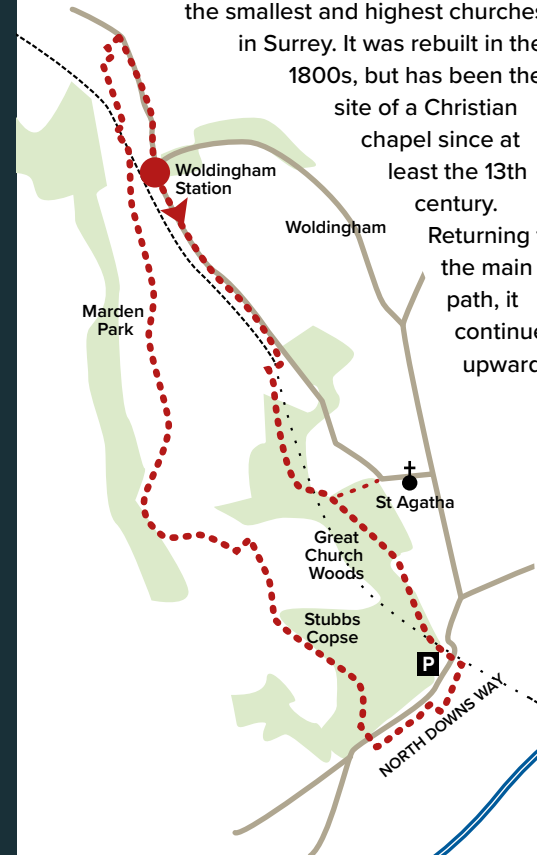 the smallest and highest churches
in Surrey. It was rebuilt in the
1800s, but has been the
site of a Christian
chapel since at
least the 13th
century.
Returning
the main
path, it
continue
upward
Woldingham
Station
Woldingham
Marden
Park
St Agatha
Great
Church
Woods
Stubbs
Copse
P
NORTH DOWNS WAY